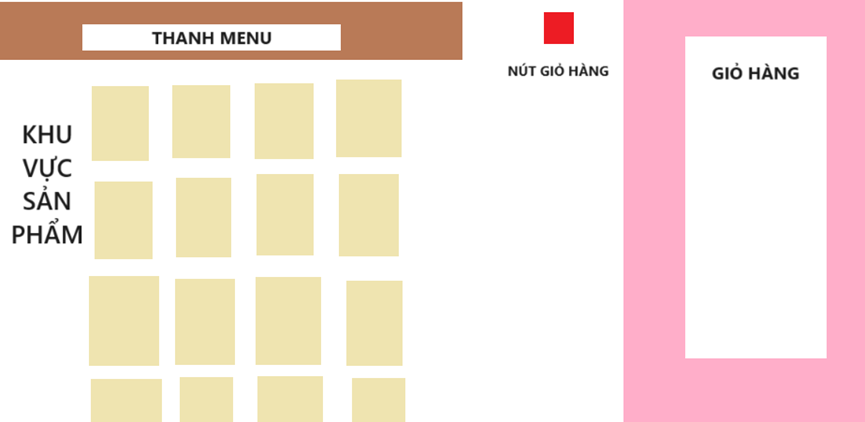 THANH MENU
NÚT GIỎ HÀNG
GIỎ HÀNG
KHU
VỰC
SẢN
PHẨM